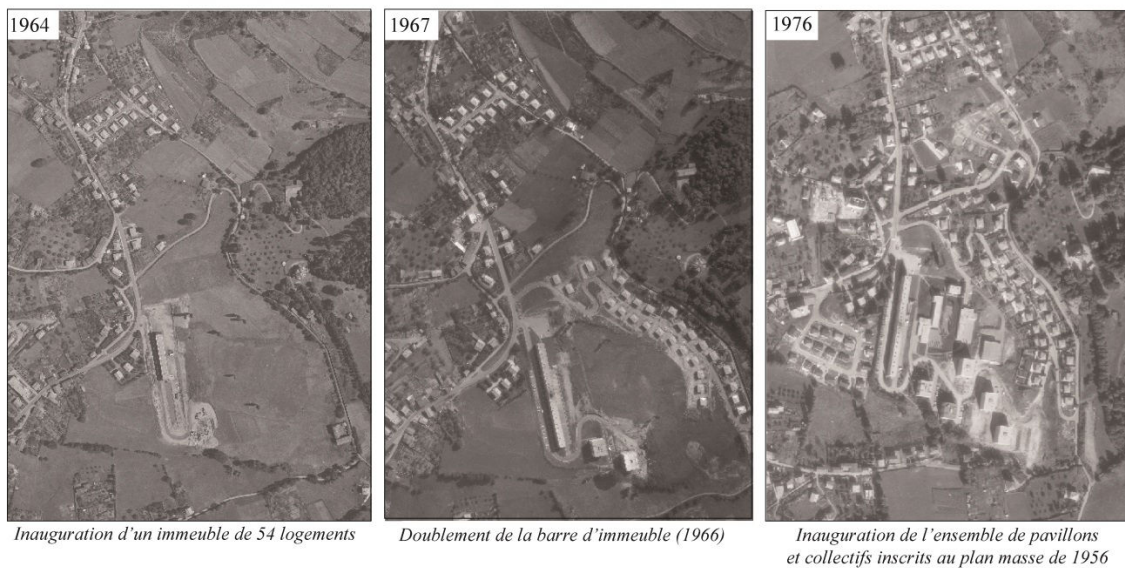 1964
1967
1976
Inauguration d'un immeuble de 54 logements
Doublement de la barre d'immeuble (1966)
Inauguration de l'ensemble de pavillons
et collectifs inscrits au plan masse de 1956